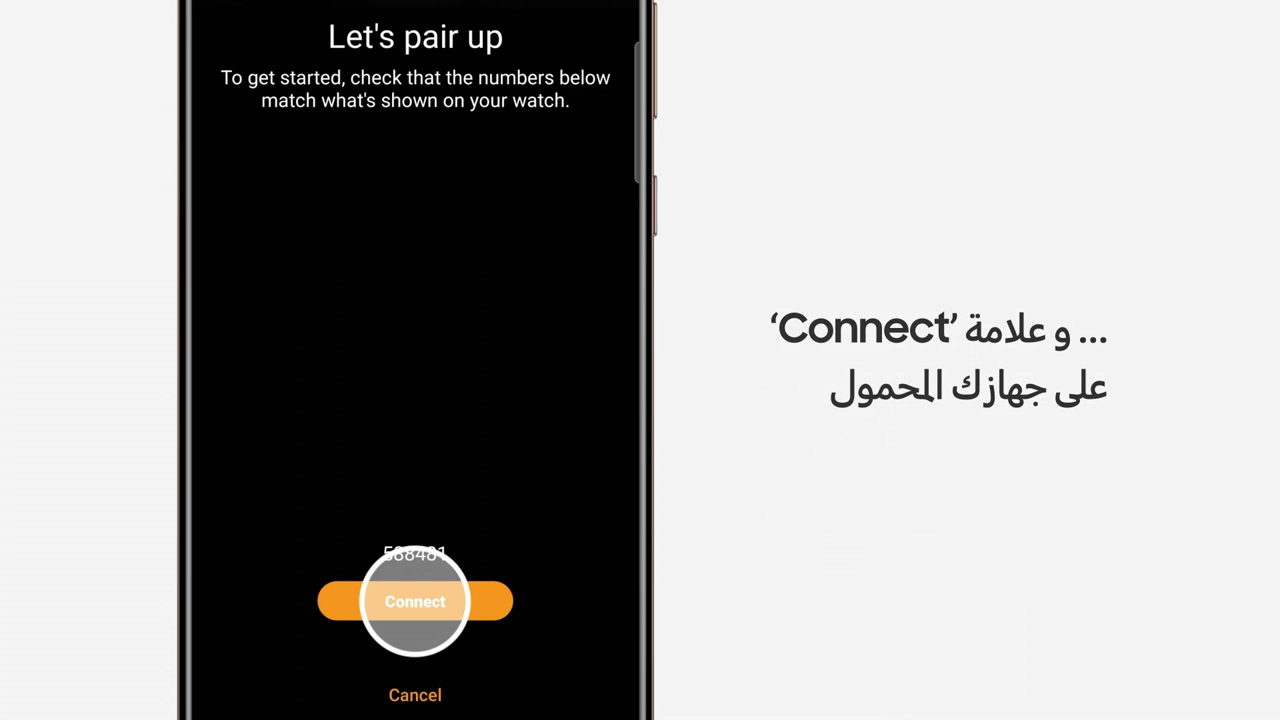 Let's pair up
To get started, check that the numbers below
match what's shown on your watch.
588481
Connect
Cancel
... و علامة ‘Connect’
على جهازك المحمول